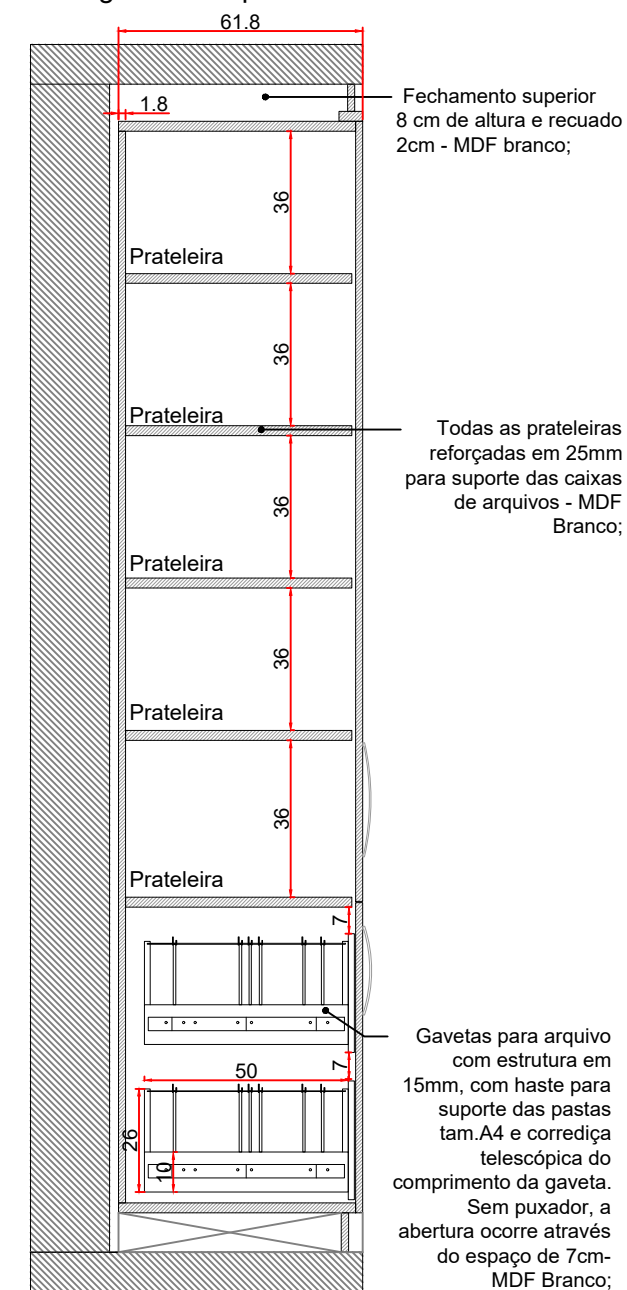 61.8
Fechamento superior
8 cm de altura e recuado
2cm - MDF branco;
1.8
36
Prateleira
36
Prateleira
Todas as prateleiras
reforçadas em 25mm
para suporte das caixas
de arquivos - MDF
Branco;
36
Prateleira
36
Prateleira
36
Prateleira
7
Gavetas para arquivo
com estrutura em
15mm, com haste para
suporte das pastas
tam.A4 e corrediça
telescópica do
comprimento da gaveta.
Sem puxador, a
abertura ocorre através
do espaço de 7cm-
MDF Branco;
7
50
26
10